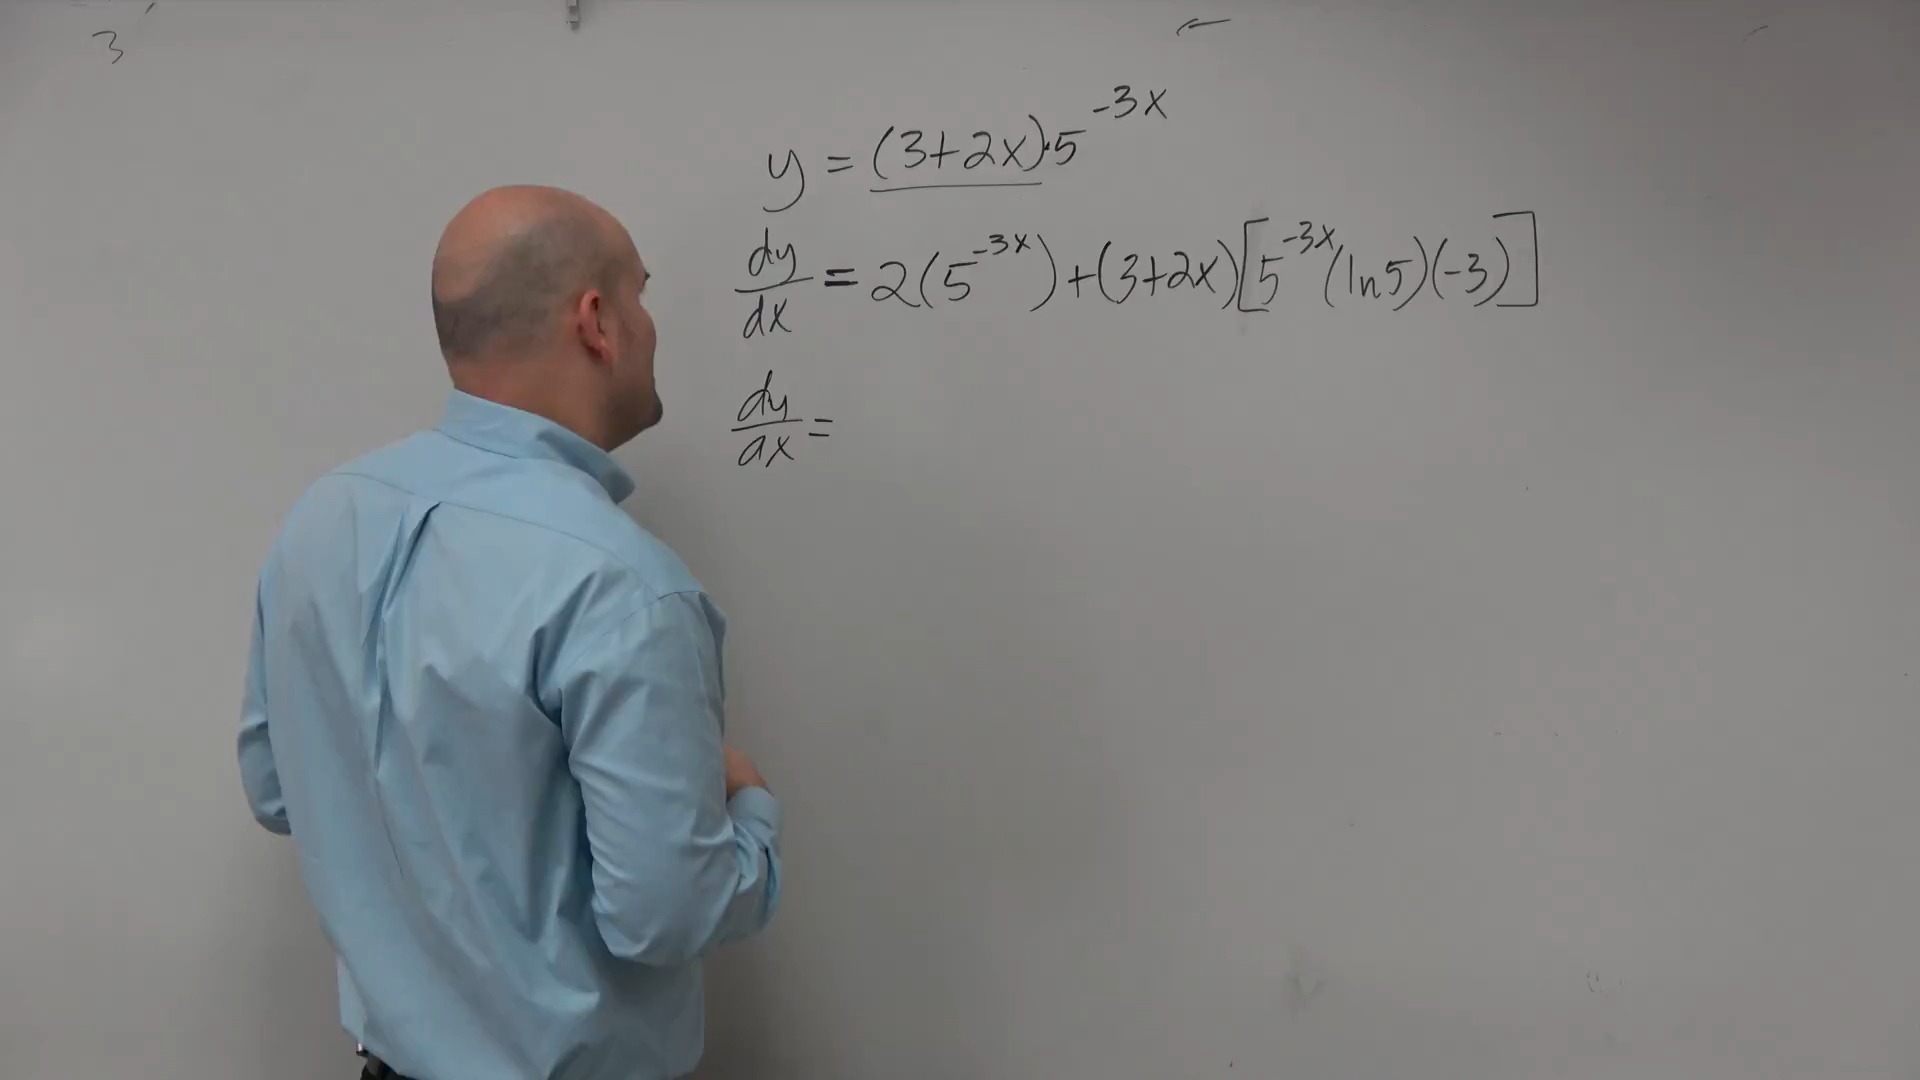 3
y = (3+2x)·5^{-3x}
dy/dx = 2(5^{-3x})+(3+2x)[5^{-3x}(ln5)(-3)]
dy/dx =